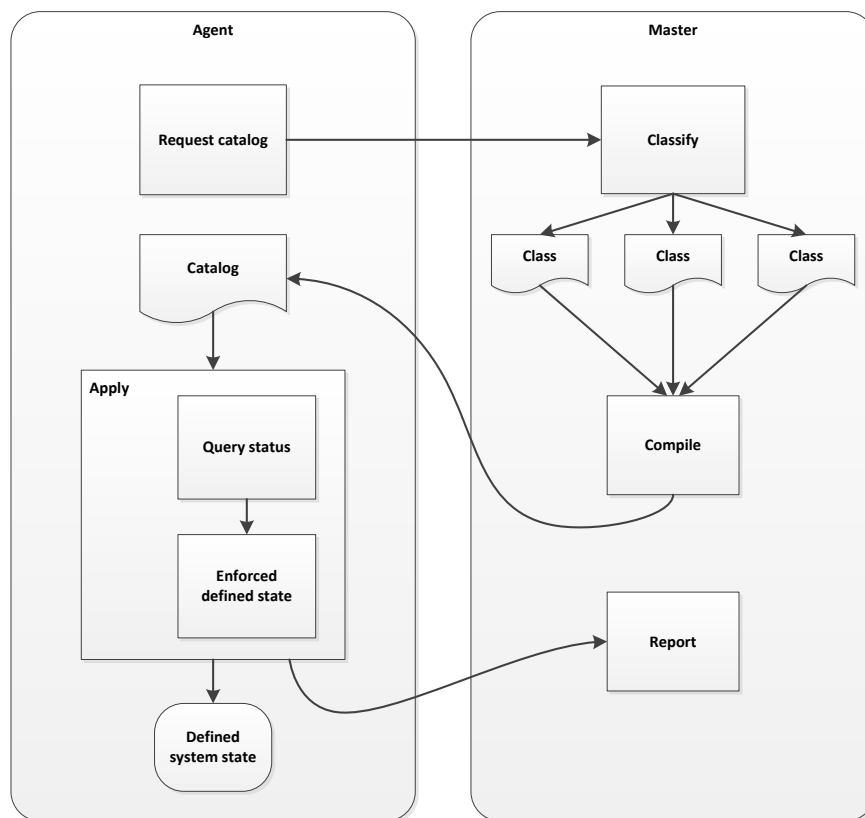 Agent
Master
Request catalog
Classify
Catalog
Class
Class
Class
Apply
Query status
Compile
Enforced
defined state
Report
Defined
system state